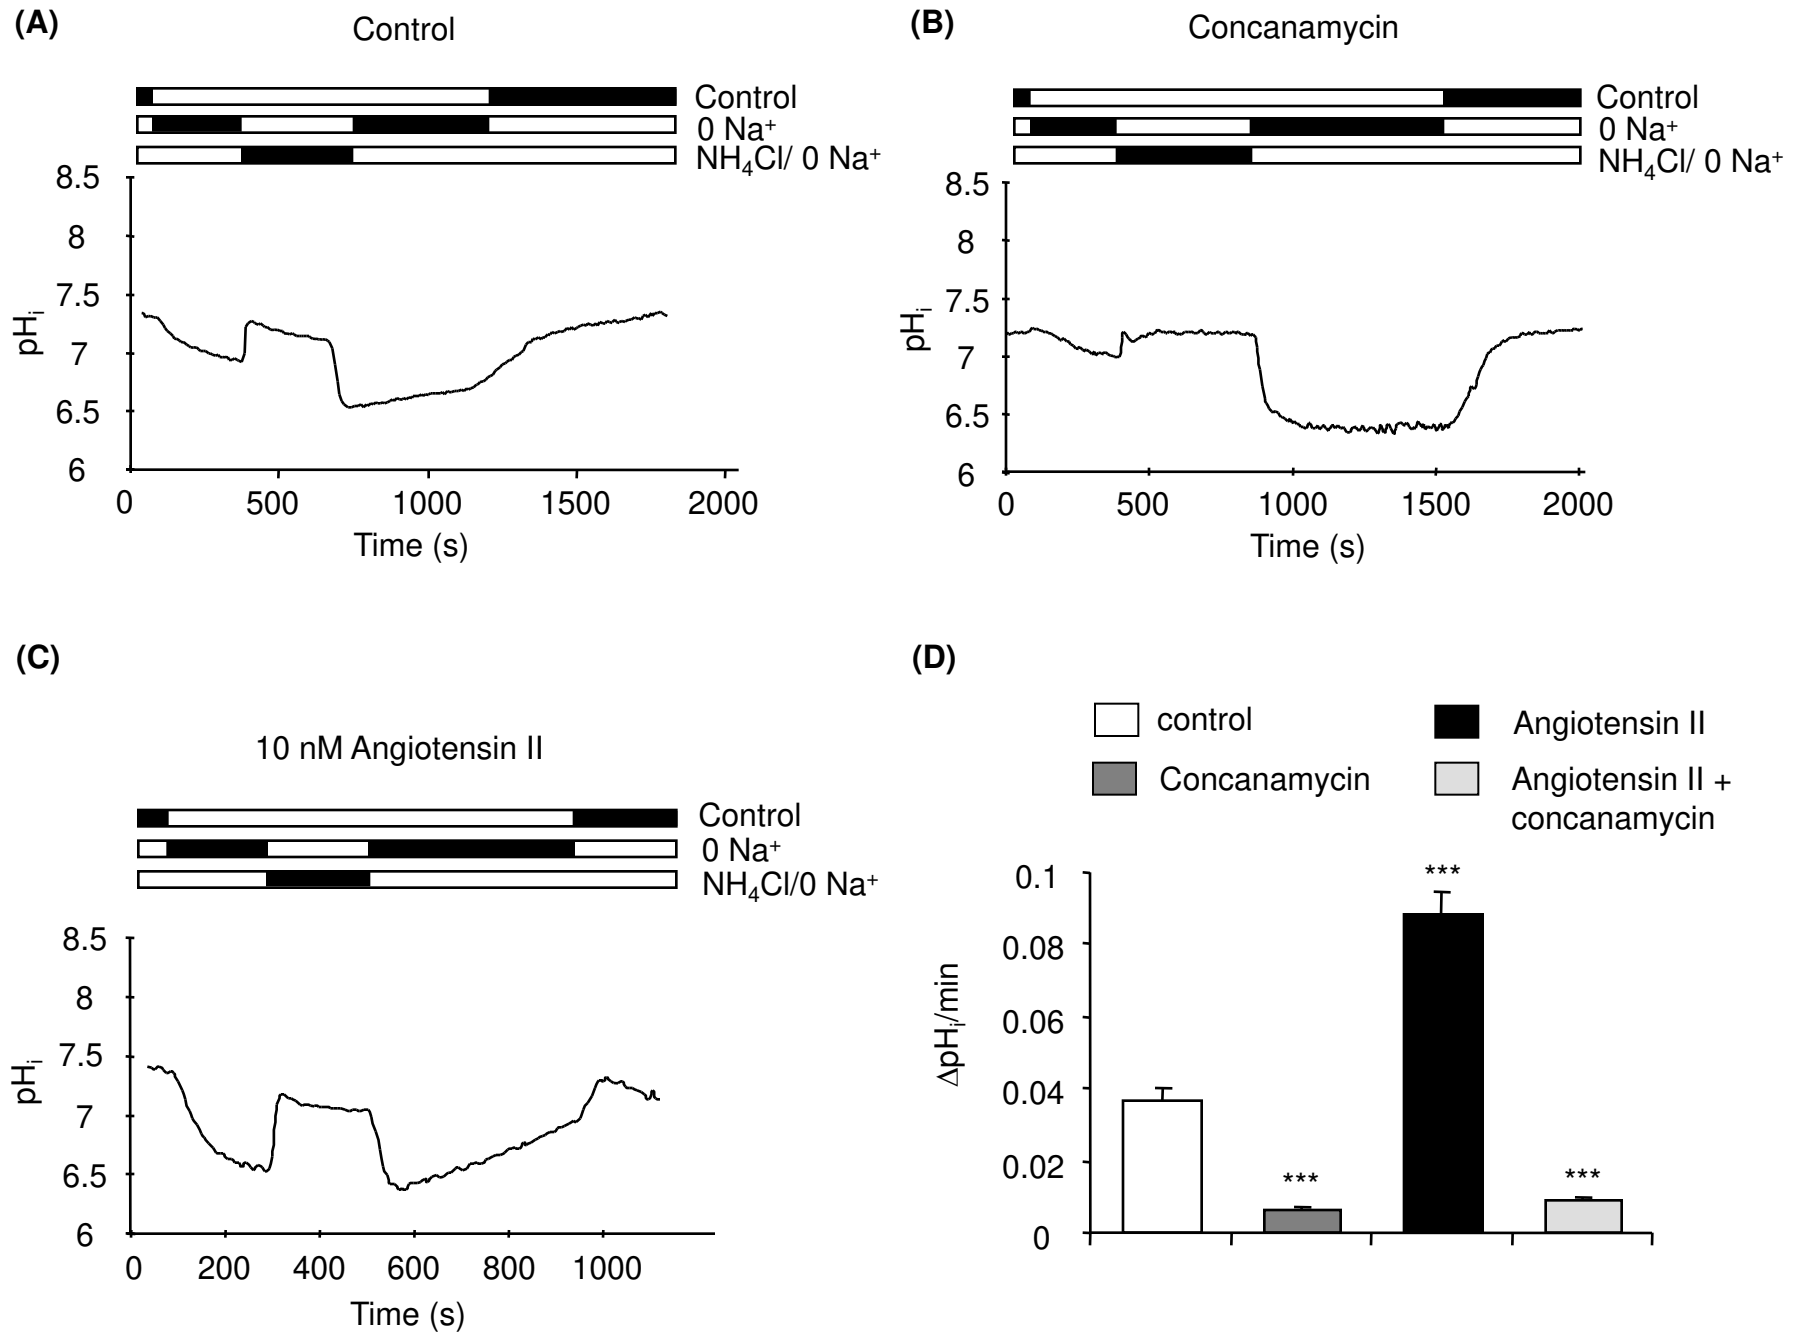 (A)
Control
Control
0 Na⁺
NH₄Cl/ 0 Na⁺
8.5
8
7.5
7
6.5
6
pHᵢ
0 500 1000 1500 2000
Time (s)
(B)
Concanamycin
Control
0 Na⁺
NH₄Cl/ 0 Na⁺
8.5
8
7.5
7
6.5
6
pHᵢ
0 500 1000 1500 2000
Time (s)
(C)
10 nM Angiotensin II
Control
0 Na⁺
NH₄Cl/0 Na⁺
8.5
8
7.5
7
6.5
6
pHᵢ
0 200 400 600 800 1000
Time (s)
(D)
control
Concanamycin
Angiotensin II
Angiotensin II +
concanamycin
0.1
0.08
0.06
0.04
0.02
0
ΔpHᵢ/min
***
***
***